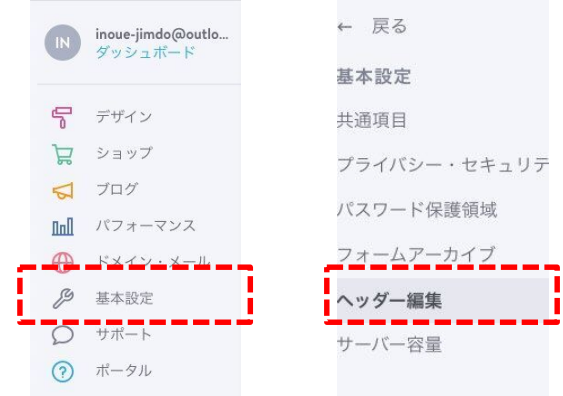 IN
inoue-jimdo@outlo...
ダッシュボード
デザイン
ショップ
ブログ
パフォーマンス
ドメイン・メール
基本設定
サポート
ポータル
← 戻る
基本設定
共通項目
プライバシー・セキュリテ
パスワード保護領域
フォームアーカイブ
ヘッダー編集
サーバー容量